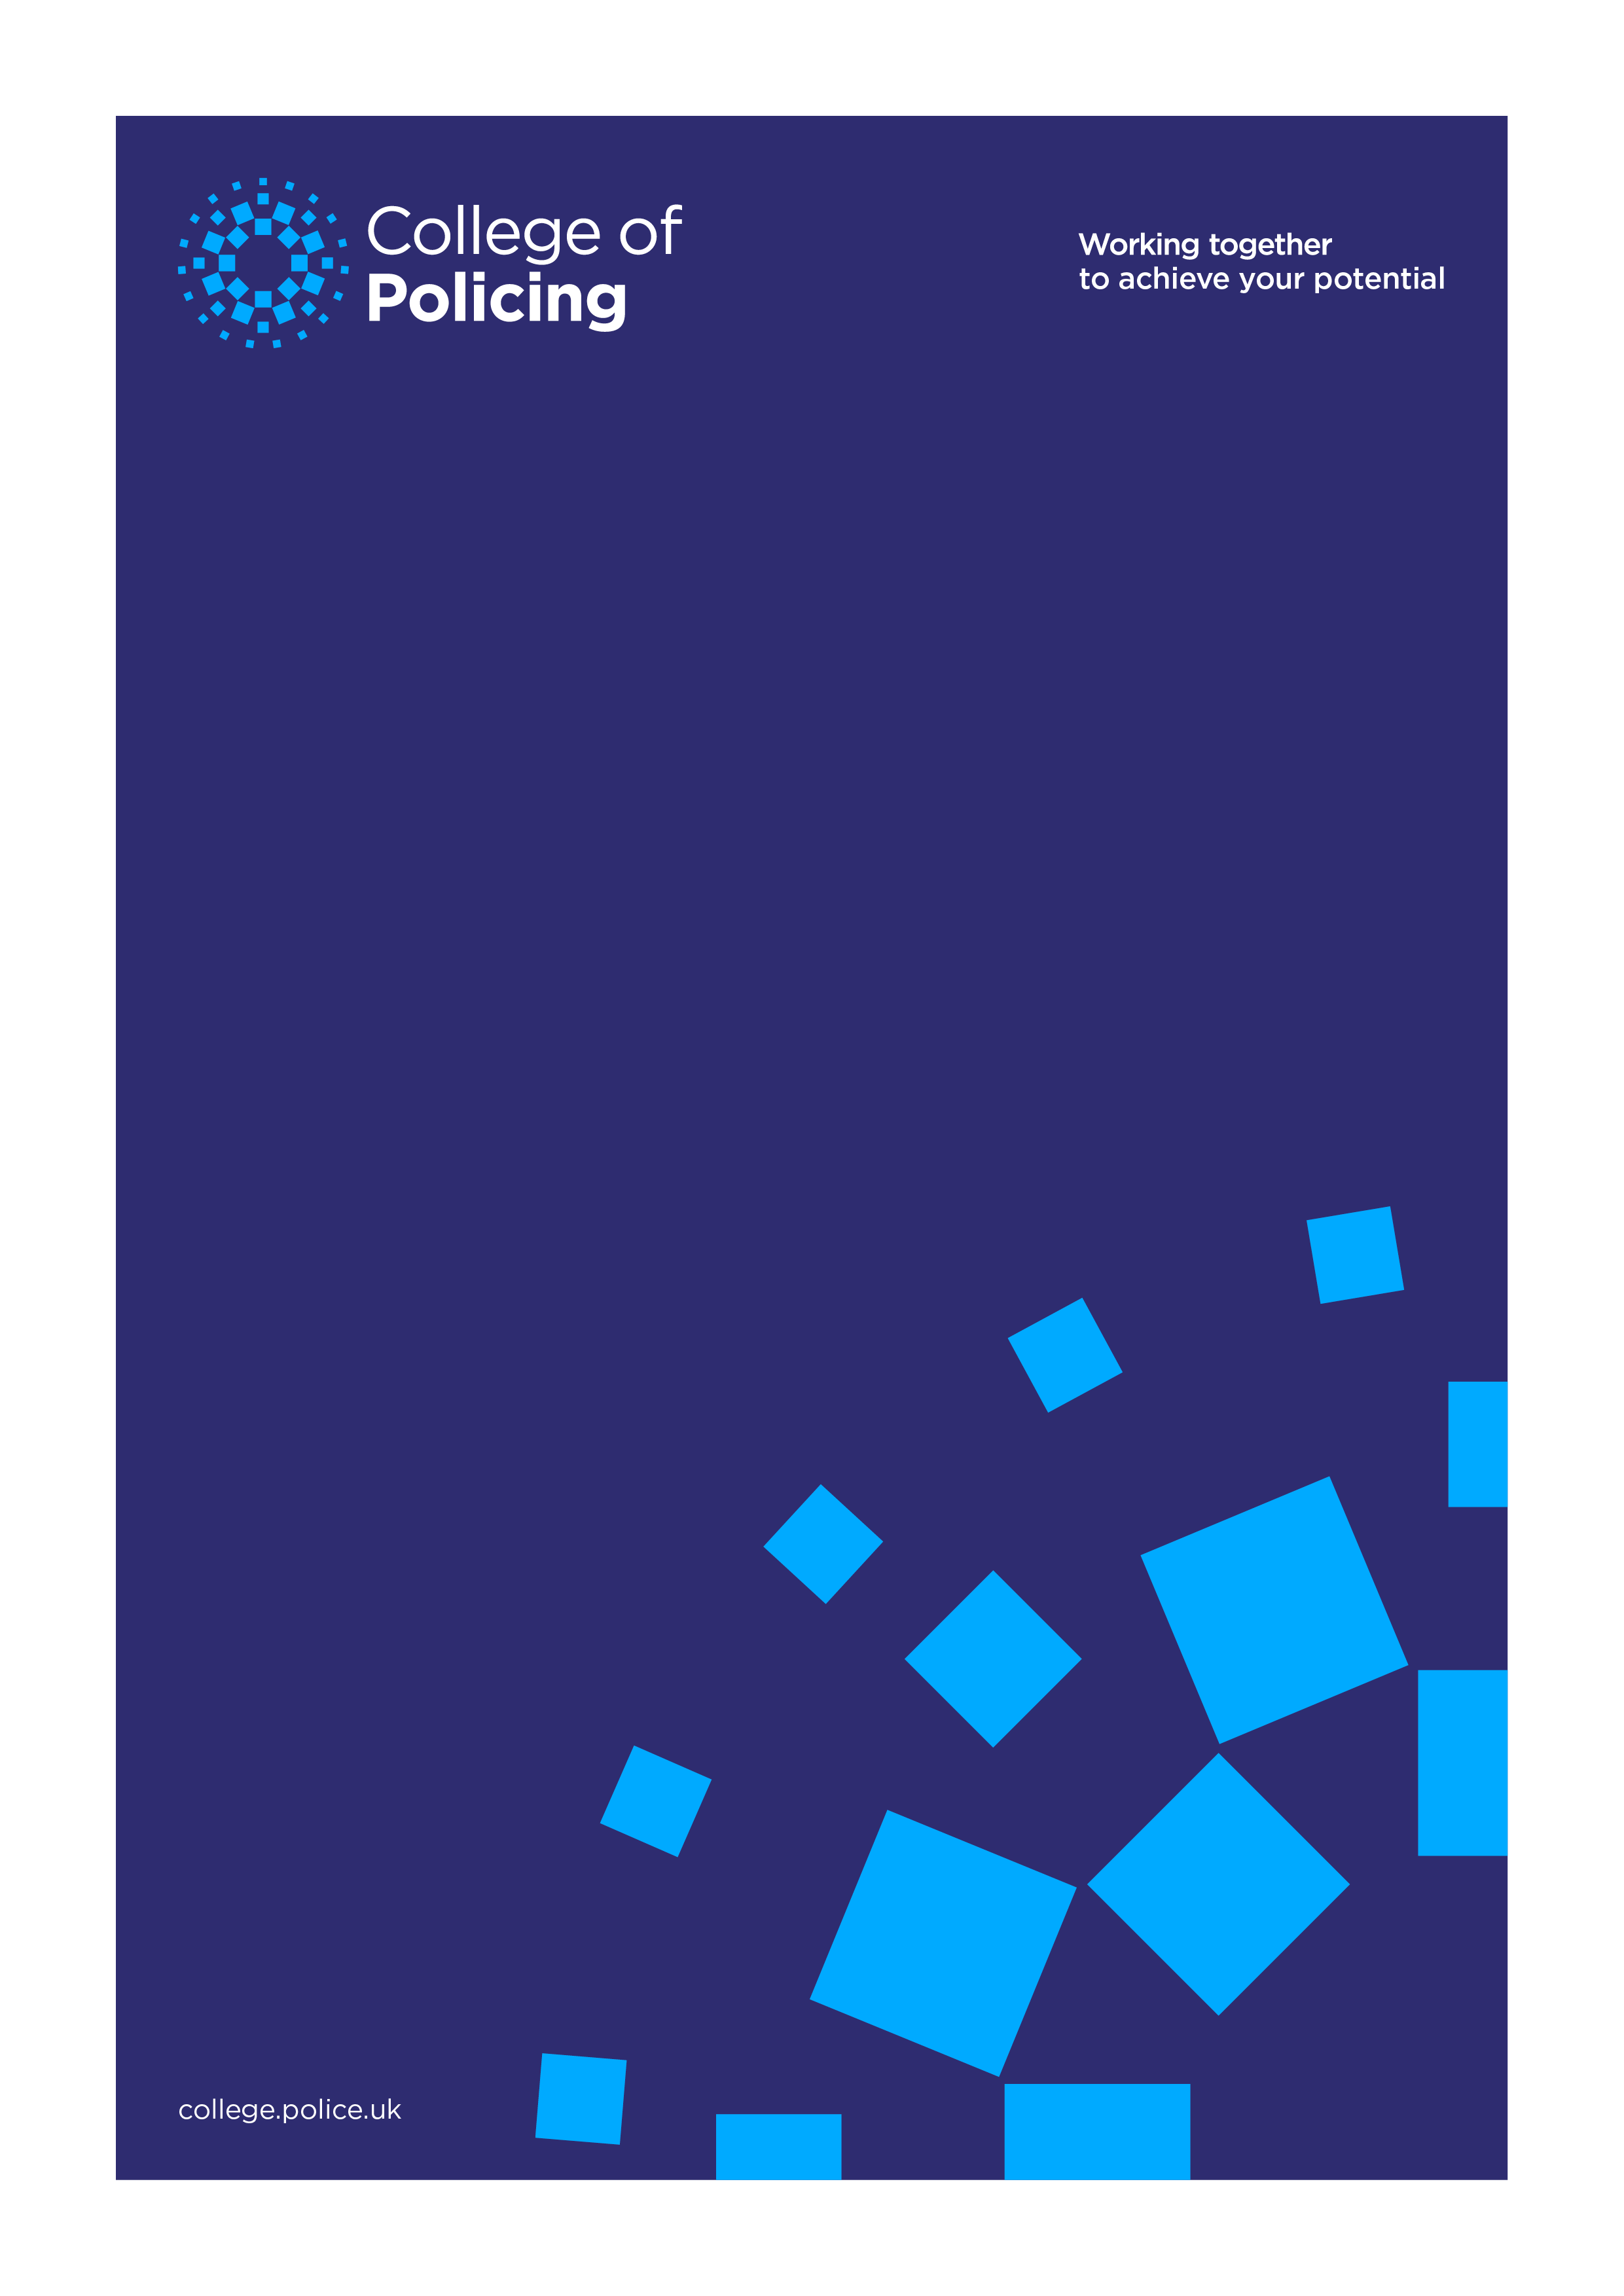 College of
Policing
Working together
to achieve your potential
college.police.uk